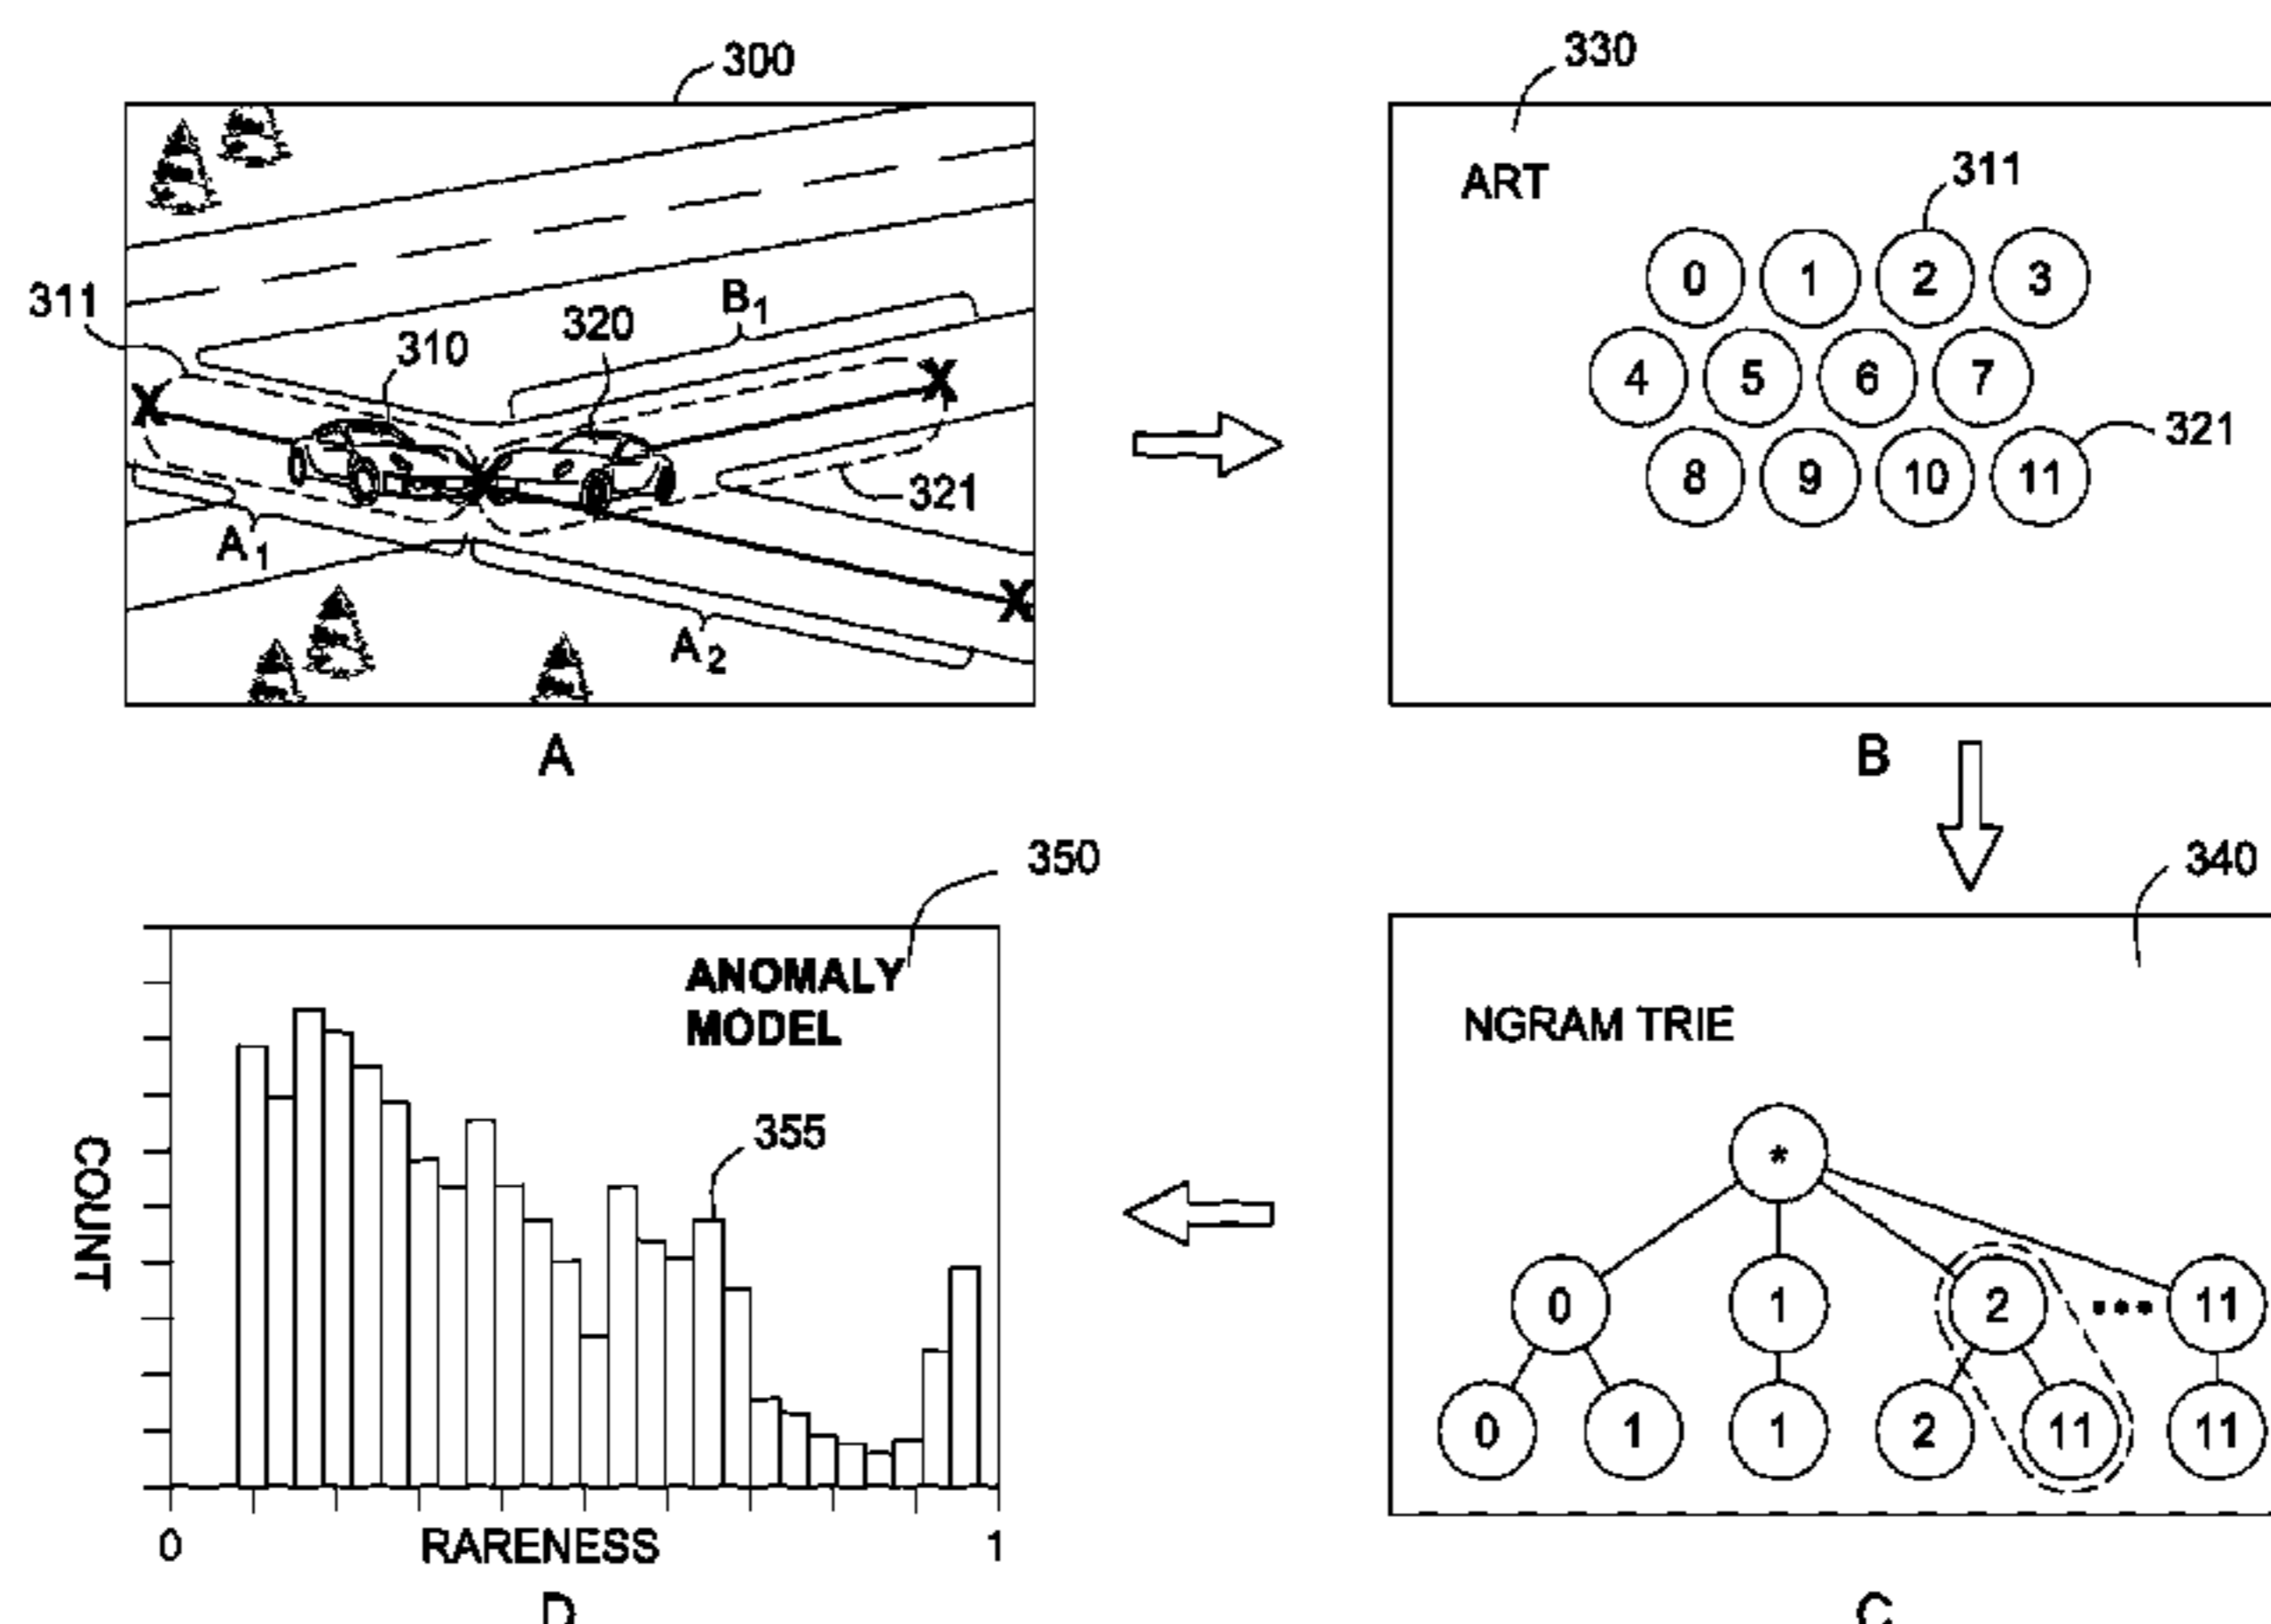 300
311
310
320
B1
321
A1
A2
X
X
X
A
330
ART
311
0 1 2 3
4 5 6 7
8 9 10 11
321
B
350
ANOMALY
MODEL
355
COUNT
0 RARENESS 1
D
340
NGRAM TRIE
*
0 1 2 ... 11
0 1 1 2 11 11
C